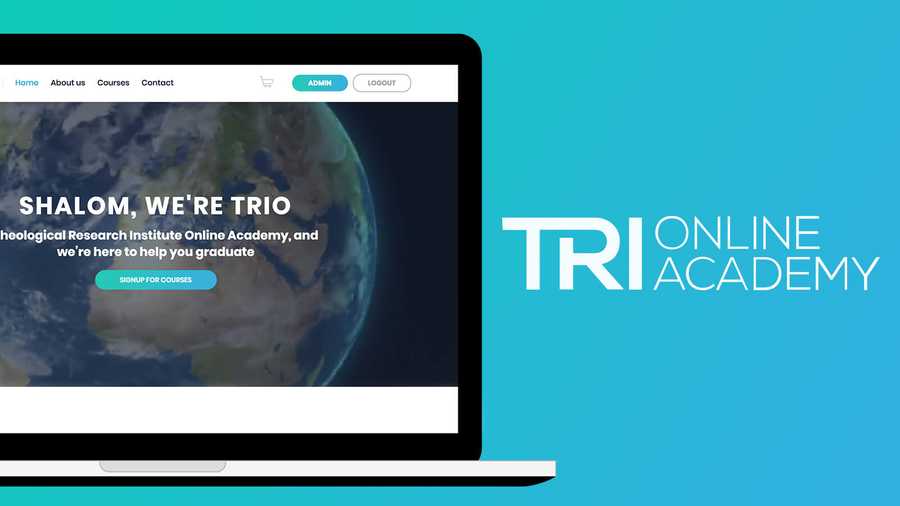 Home About us Courses Contact ADMIN LOGOUT
SHALOM, WE'RE TRIO
heological Research Institute Online Academy, and
we're here to help you graduate
SIGNUP FOR COURSES
TRI ONLINE
ACADEMY